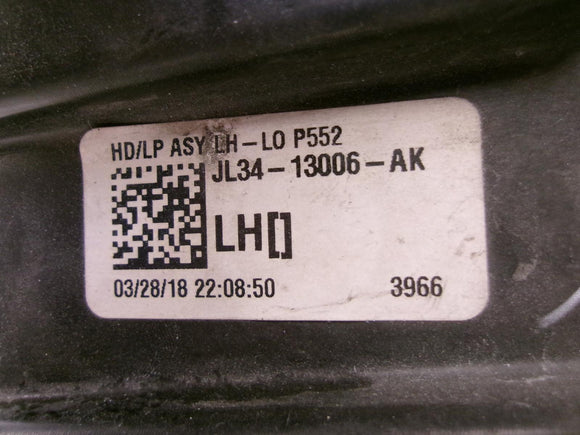 HD/LP ASY LH-LO P552
JL34-13006-AK
LH[]
03/28/18 22:08:50 3966